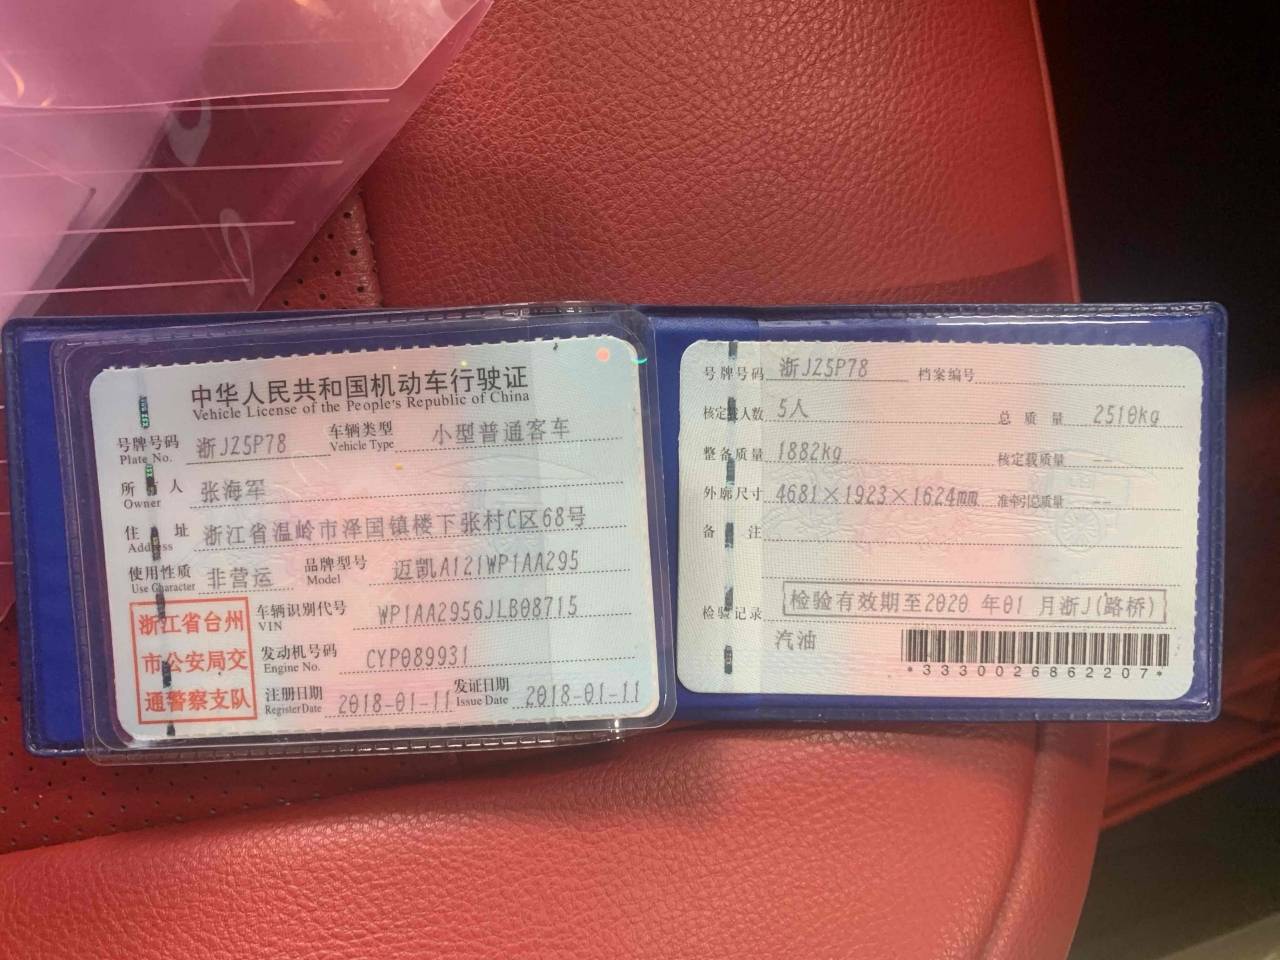 中华人民共和国机动车行驶证
Vehicle License of the People's Republic of China
号牌号码 浙JZ5P78 车辆类型 小型普通客车
Plate No. Vehicle Type
所有人 张海军
Owner
住址 浙江省温岭市泽国镇楼下张村C区68号
Address
使用性质 非营运 品牌型号 迈凯A121WP1AA295
Use Character Model
浙江省台州
市公安局交
通警察支队
车辆识别代号 WP1AA2956JLB08715
VIN
发动机号码 CYP089931
Engine No.
注册日期 2018-01-11 发证日期 2018-01-11
Register Date Issue Date
号牌号码 浙JZ5P78 档案编号
核定载人数 5人 总质量 2510kg
整备质量 1882kg 核定载质量 --
外廓尺寸 4681×1923×1624mm 准牵引总质量 --
备注
检验记录 检验有效期至2020 年01 月浙J(路桥)
汽油
*3330026862207*